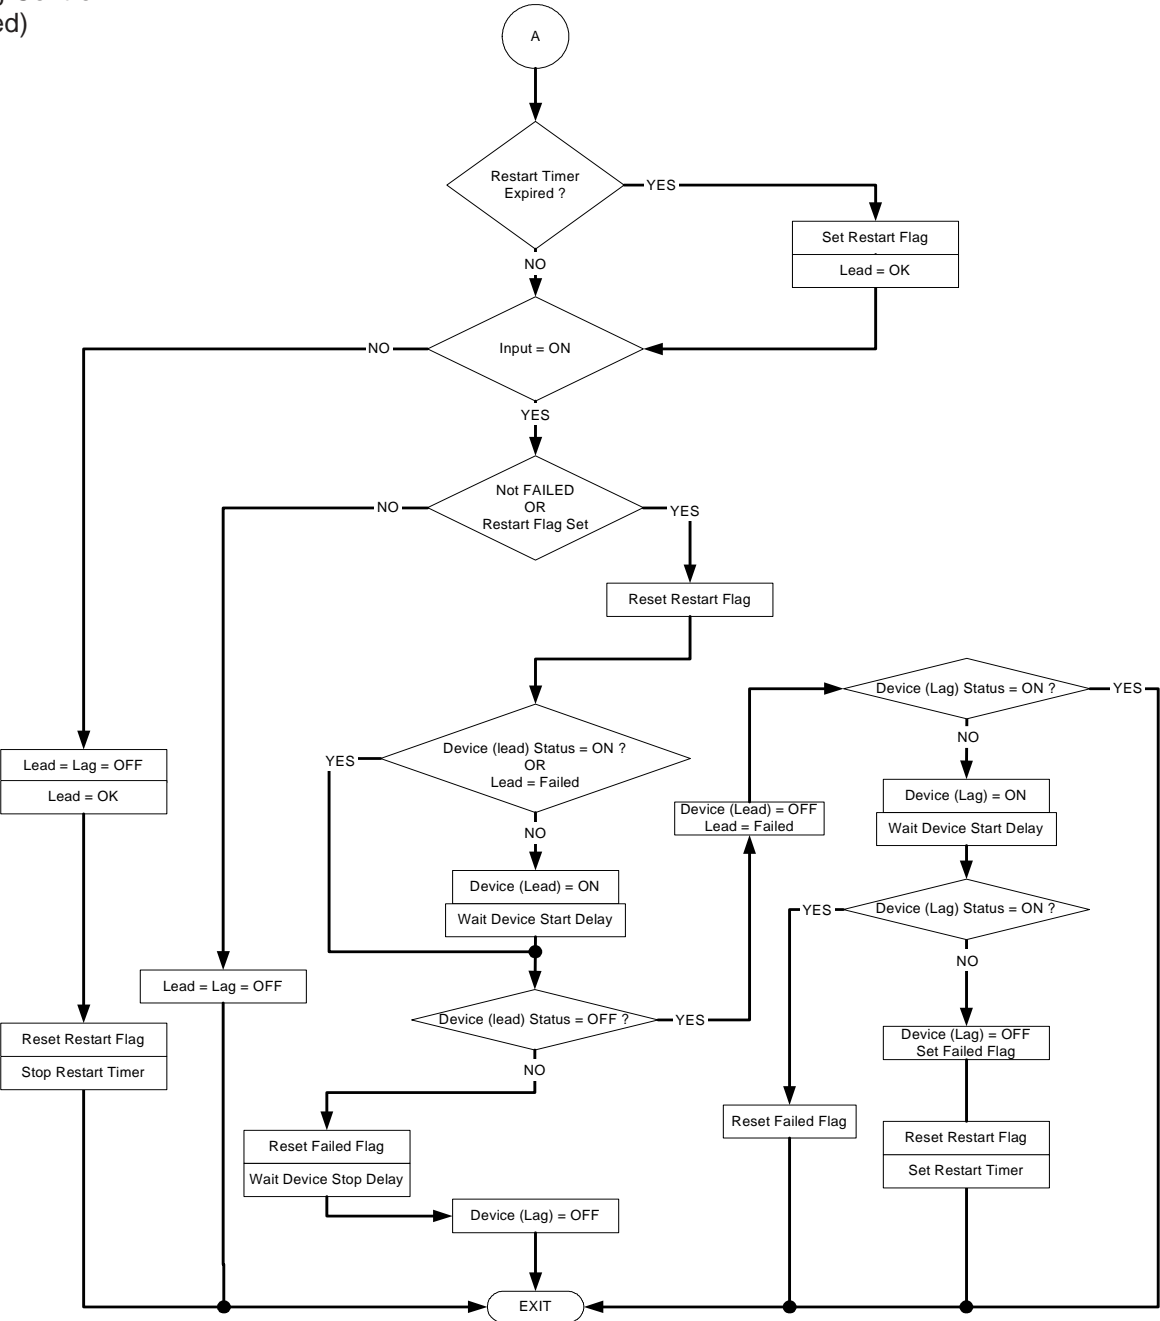 ed)
A
Restart Timer
Expired ?
YES
Set Restart Flag
Lead = OK
NO
Input = ON
NO
YES
Not FAILED
OR
Restart Flag Set
NO
YES
Reset Restart Flag
Device (Lag) Status = ON ?
YES
NO
Lead = Lag = OFF
Lead = OK
YES
Device (lead) Status = ON ?
OR
Lead = Failed
Device (Lead) = OFF
Lead = Failed
Device (Lag) = ON
Wait Device Start Delay
NO
Device (Lead) = ON
Wait Device Start Delay
YES
Device (Lag) Status = ON ?
NO
Lead = Lag = OFF
Device (lead) Status = OFF ?
YES
Reset Restart Flag
Stop Restart Timer
Device (Lag) = OFF
Set Failed Flag
NO
Reset Failed Flag
Reset Failed Flag
Wait Device Stop Delay
Reset Restart Flag
Set Restart Timer
Device (Lag) = OFF
EXIT